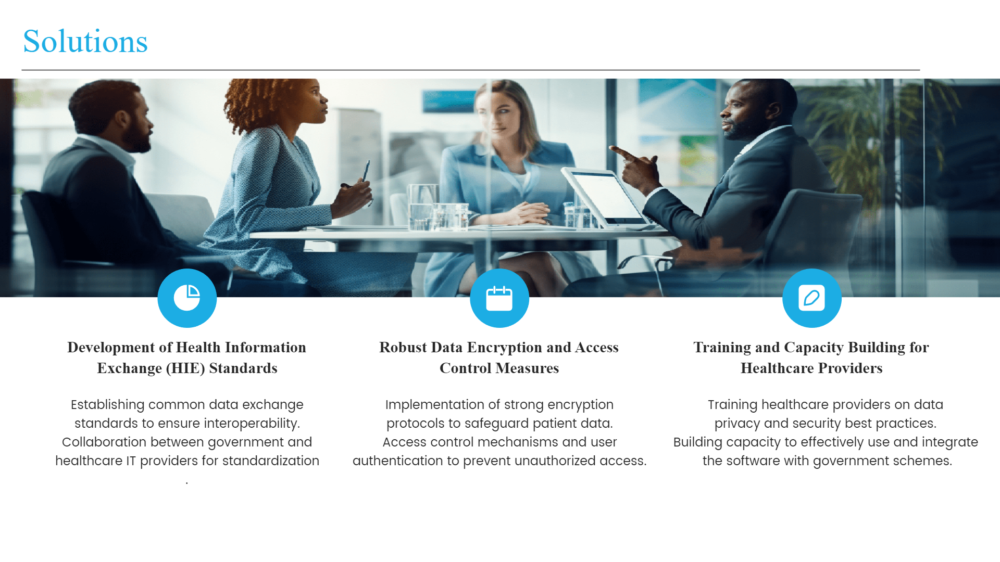 Solutions
Development of Health Information
Exchange (HIE) Standards
Establishing common data exchange
standards to ensure interoperability.
Collaboration between government and
healthcare IT providers for standardization
.
Robust Data Encryption and Access
Control Measures
Implementation of strong encryption
protocols to safeguard patient data.
Access control mechanisms and user
authentication to prevent unauthorized access.
Training and Capacity Building for
Healthcare Providers
Training healthcare providers on data
privacy and security best practices.
Building capacity to effectively use and integrate
the software with government schemes.